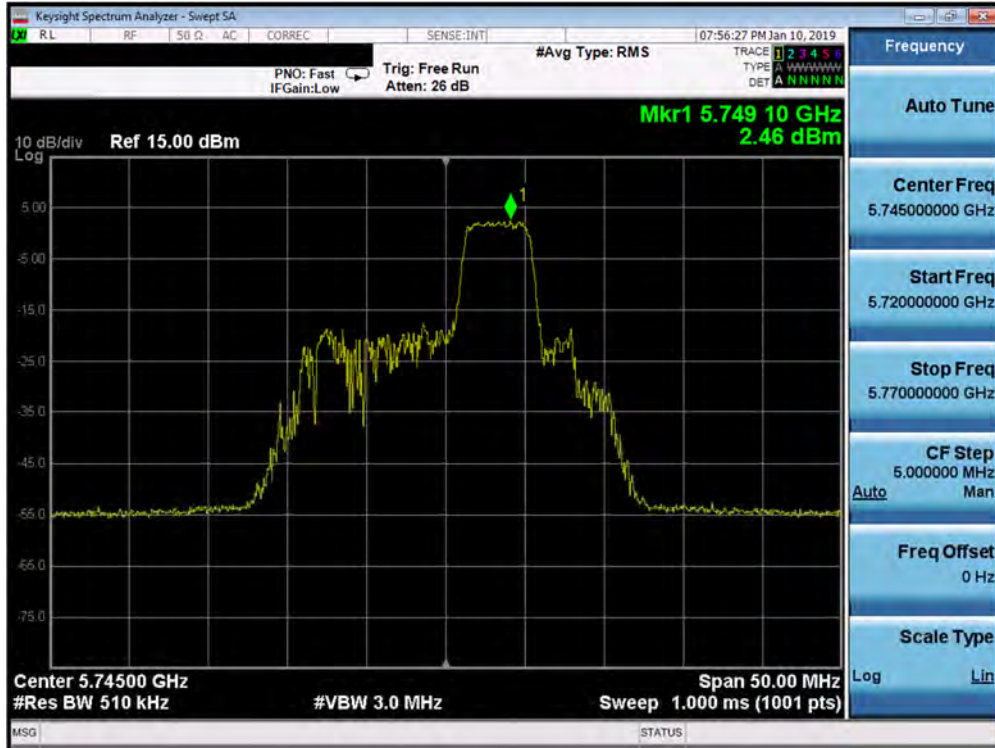 Keysight Spectrum Analyzer - Swept SA
LXI RL RF 50 Ω AC CORREC SENSE:INT 07:56:27 PM Jan 10, 2019
#Avg Type: RMS TRACE 1 2 3 4 5 6
PNO: Fast Trig: Free Run TYPE A WWWWW
IFGain:Low Atten: 26 dB DET A N N N N N
Mkr1 5.749 10 GHz
2.46 dBm
10 dB/div Ref 15.00 dBm
Log
1
5.00
-5.00
-15.0
-25.0
-35.0
-45.0
-55.0
-65.0
-75.0
Center 5.74500 GHz Span 50.00 MHz
#Res BW 510 kHz #VBW 3.0 MHz Sweep 1.000 ms (1001 pts)
MSG STATUS
Frequency
Auto Tune
Center Freq
5.745000000 GHz
Start Freq
5.720000000 GHz
Stop Freq
5.770000000 GHz
CF Step
5.000000 MHz
Auto Man
Freq Offset
0 Hz
Scale Type
Log Lin